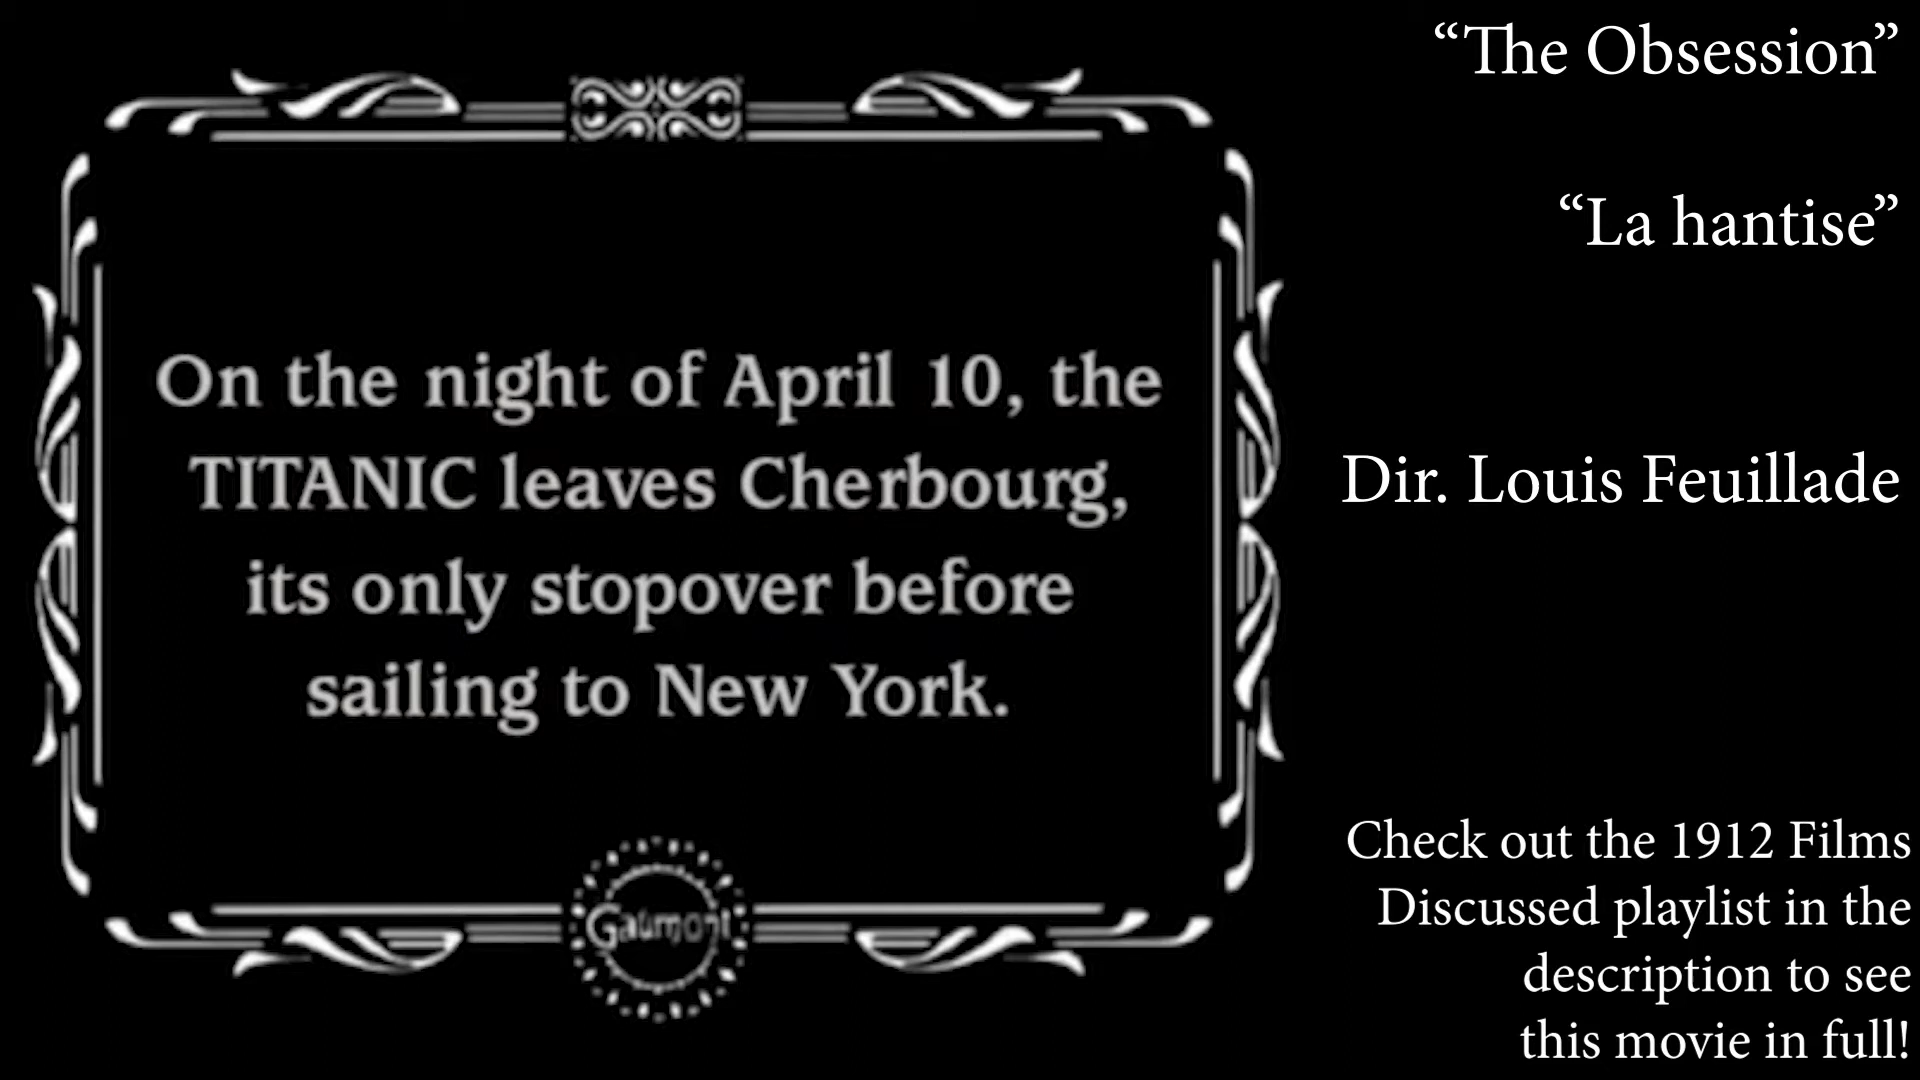 On the night of April 10, the
TITANIC leaves Cherbourg,
its only stopover before
sailing to New York.
Gaumont
“The Obsession”
“La hantise”
Dir. Louis Feuillade
Check out the 1912 Films
Discussed playlist in the
description to see
this movie in full!